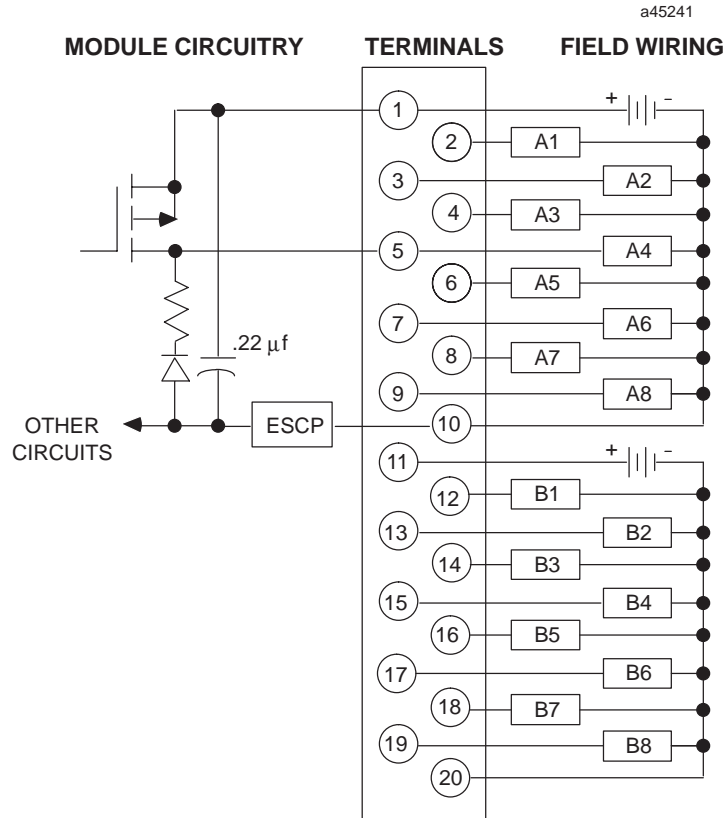 a45241
MODULE CIRCUITRY TERMINALS FIELD WIRING
1 + -
2 A1
3 A2
4 A3
5 A4
6 A5
7 A6
.22 μf
8 A7
9 A8
OTHER ESCP 10
CIRCUITS
11 + -
12 B1
13 B2
14 B3
15 B4
16 B5
17 B6
18 B7
19 B8
20